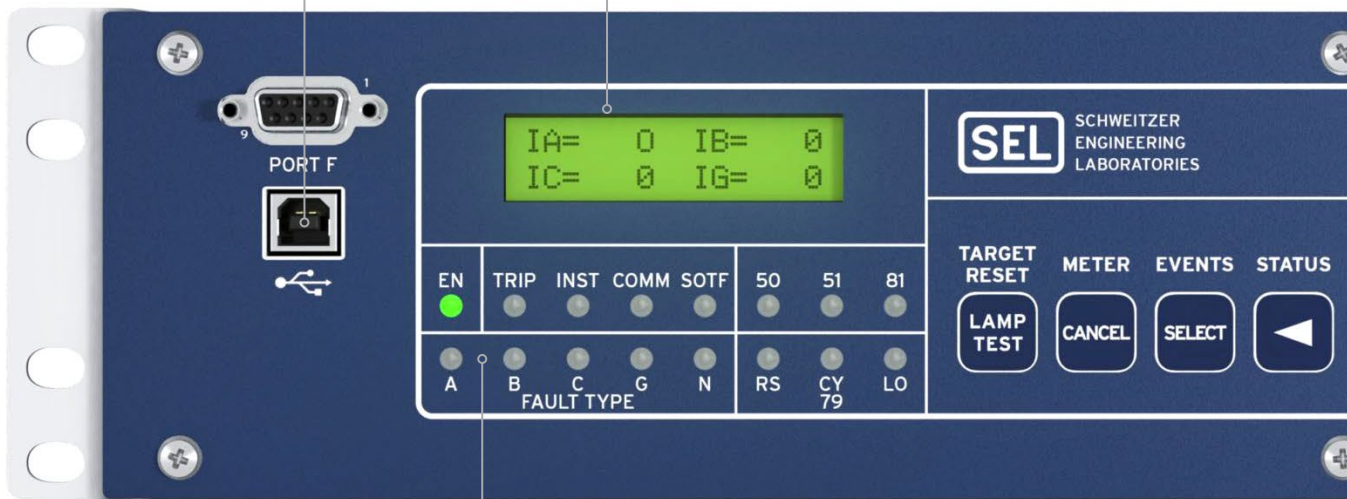 1
9
PORT F
IA= 0 IB= 0
IC= 0 IG= 0
SEL
SCHWEITZER
ENGINEERING
LABORATORIES
EN TRIP INST COMM SOTF 50 51 81
A B C G N RS CY LO
FAULT TYPE 79
TARGET
RESET
METER EVENTS STATUS
LAMP
TEST
CANCEL SELECT